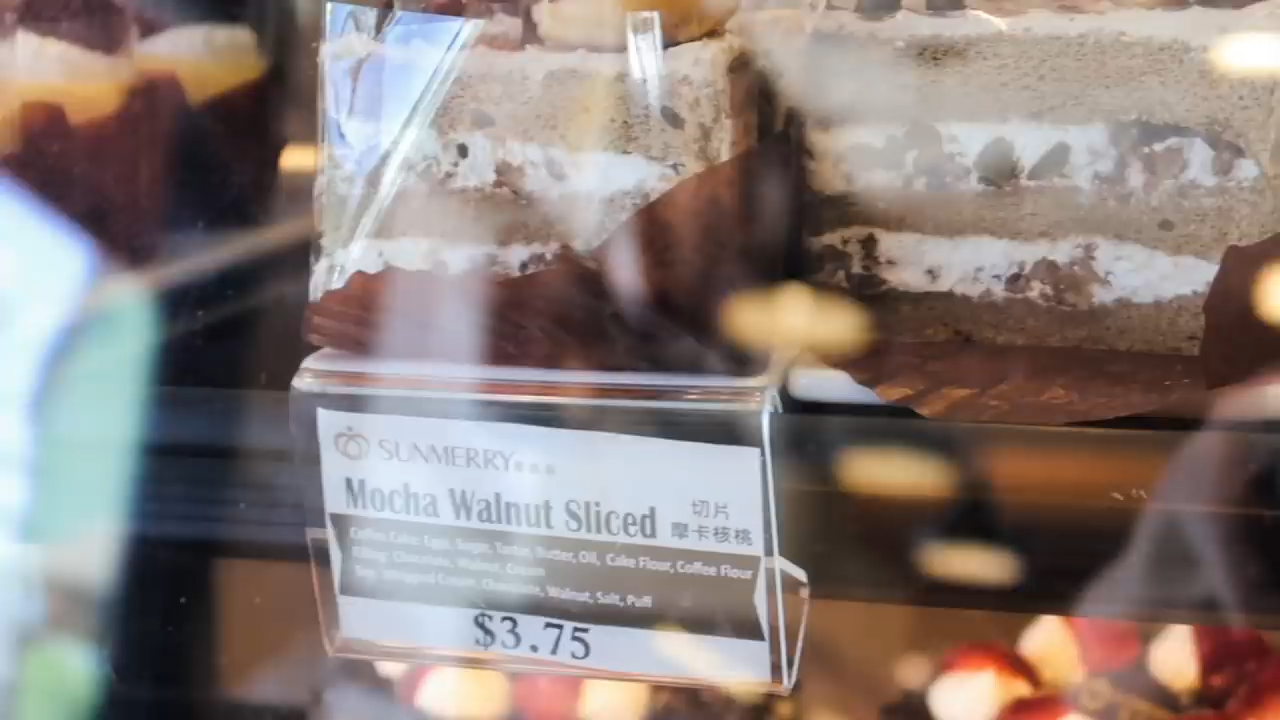 SUNMERRY
Mocha Walnut Sliced
切片
摩卡核桃
Coffee Cake: Eggs, Sugar, Tartar, Butter, Oil, Cake Flour, Coffee Flour
Filling: Chocolate, Walnut, Cream
Top: Whipped Cream, Chocolate, Walnut, Salt, Puff
$3.75